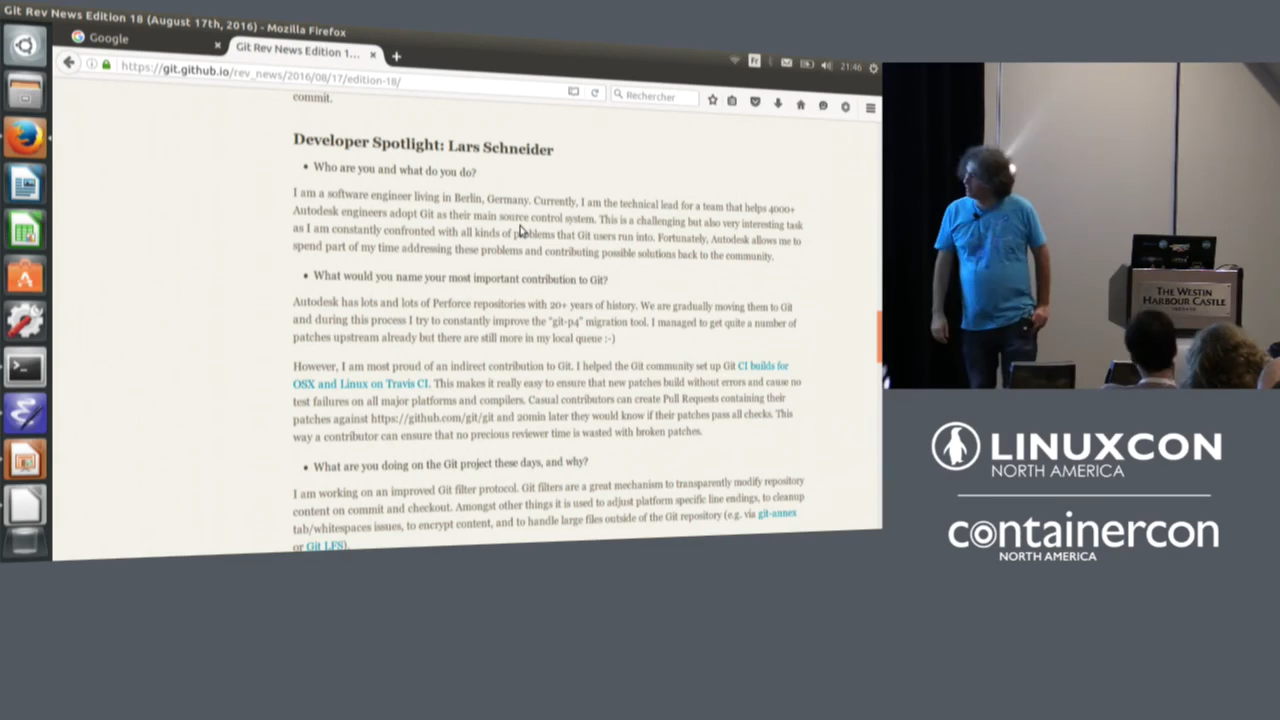 Git Rev News Edition 18 (August 17th, 2016) - Mozilla Firefox
Google
Git Rev News Edition 1...
Fr
21:46
https://git.github.io/rev_news/2016/08/17/edition-18/
Rechercher
commit.
Developer Spotlight: Lars Schneider
• Who are you and what do you do?
I am a software engineer living in Berlin, Germany. Currently, I am the technical lead for a team that helps 4000+
Autodesk engineers adopt Git as their main source control system. This is a challenging but also very interesting task
as I am constantly confronted with all kinds of problems that Git users run into. Fortunately, Autodesk allows me to
spend part of my time addressing these problems and contributing possible solutions back to the community.
• What would you name your most important contribution to Git?
Autodesk has lots and lots of Perforce repositories with 20+ years of history. We are gradually moving them to Git
and during this process I try to constantly improve the "git-p4" migration tool. I managed to get quite a number of
patches upstream already but there are still more in my local queue :-)
However, I am most proud of an indirect contribution to Git. I helped the Git community set up Git CI builds for
OSX and Linux on Travis CI. This makes it really easy to ensure that new patches build without errors and cause no
test failures on all major platforms and compilers. Casual contributors can create Pull Requests containing their
patches against https://github.com/git/git and 20min later they would know if their patches pass all checks. This
way a contributor can ensure that no precious reviewer time is wasted with broken patches.
• What are you doing on the Git project these days, and why?
I am working on an improved Git filter protocol. Git filters are a great mechanism to transparently modify repository
content on commit and checkout. Amongst other things it is used to adjust platform specific line endings, to cleanup
tab/whitespaces issues, to encrypt content, and to handle large files outside of the Git repository (e.g. via git-annex
or Git LFS).
THE WESTIN
HARBOUR CASTLE
LINUXCON
NORTH AMERICA
containercon
NORTH AMERICA